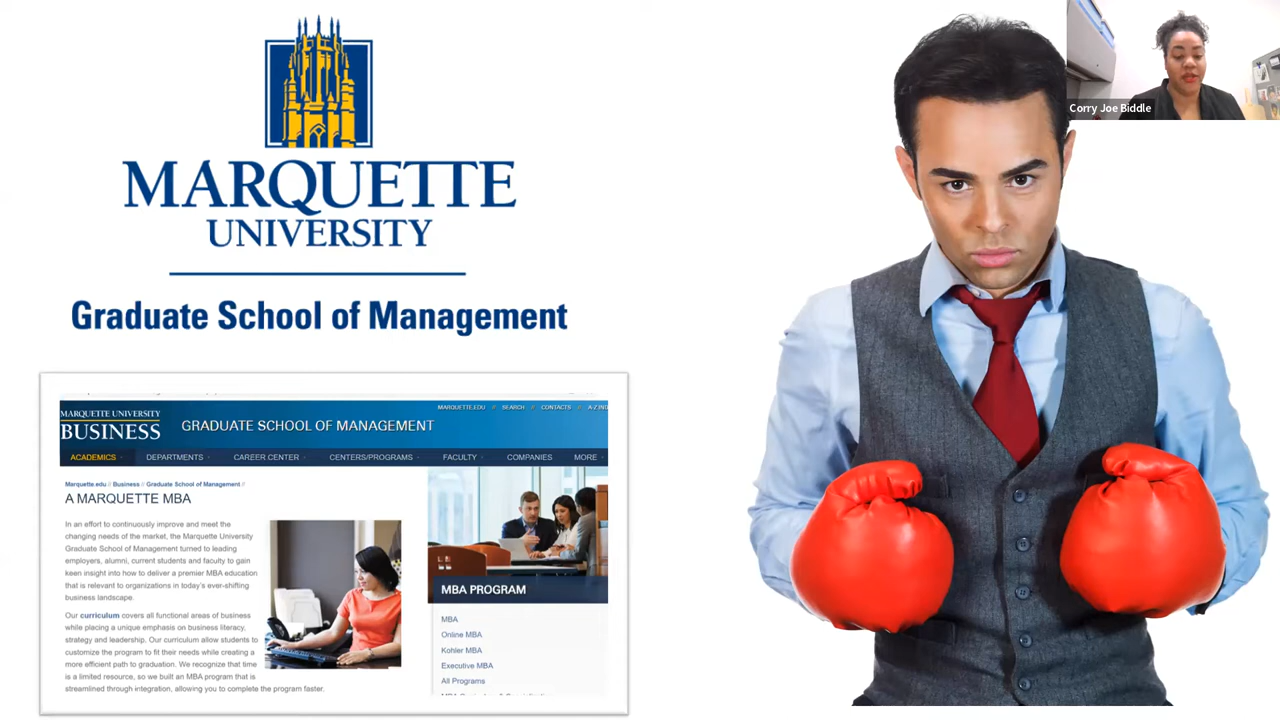 MARQUETTE
UNIVERSITY
Graduate School of Management
Corry Joe Biddle
MARQUETTE.EDU // SEARCH // CONTACTS // A-Z IND
MARQUETTE UNIVERSITY
BUSINESS
GRADUATE SCHOOL OF MANAGEMENT
ACADEMICS DEPARTMENTS CAREER CENTER CENTERS/PROGRAMS FACULTY COMPANIES MORE
Marquette.edu // Business // Graduate School of Management //
A MARQUETTE MBA
In an effort to continuously improve and meet the
changing needs of the market, the Marquette University
Graduate School of Management turned to leading
employers, alumni, current students and faculty to gain
keen insight into how to deliver a premier MBA education
that is relevant to organizations in today's ever-shifting
business landscape.
Our curriculum covers all functional areas of business
while placing a unique emphasis on business literacy,
strategy and leadership. Our curriculum allow students to
customize the program to fit their needs while creating a
more efficient path to graduation. We recognize that time
is a limited resource, so we built an MBA program that is
streamlined through integration, allowing you to complete the program faster.
MBA PROGRAM
MBA
Online MBA
Kohler MBA
Executive MBA
All Programs